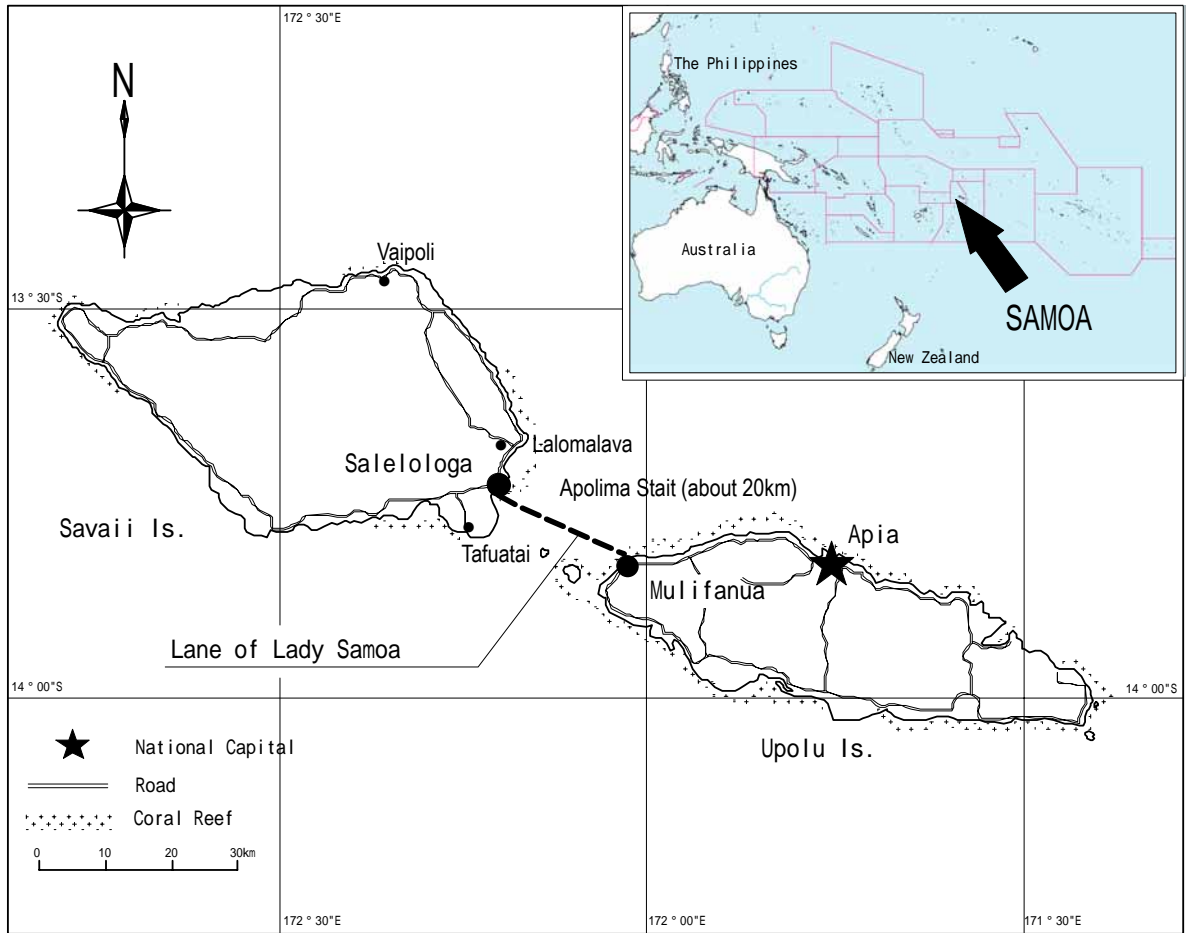 172 ° 30"E
N
The Philippines
Australia
SAMOA
New Zealand
Vaipoli
13 ° 30"S
Lalomalava
Salelologa
Apolima Stait (about 20km)
Savaii Is.
Tafuatai
Apia
Mulifanua
Lane of Lady Samoa
14 ° 00"S
14 ° 00"S
National Capital
Upolu Is.
Road
Coral Reef
0 10 20 30km
172 ° 30"E
172 ° 00"E
171 ° 30"E